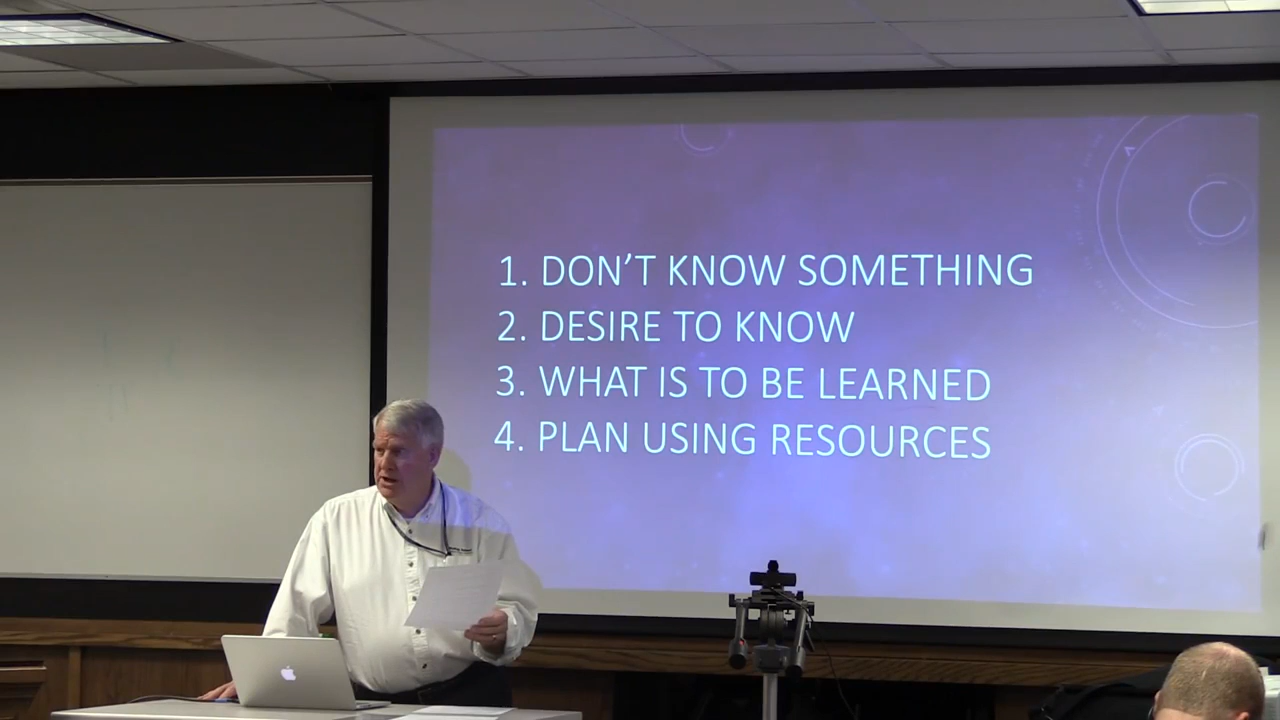 1. DON'T KNOW SOMETHING
2. DESIRE TO KNOW
3. WHAT IS TO BE LEARNED
4. PLAN USING RESOURCES